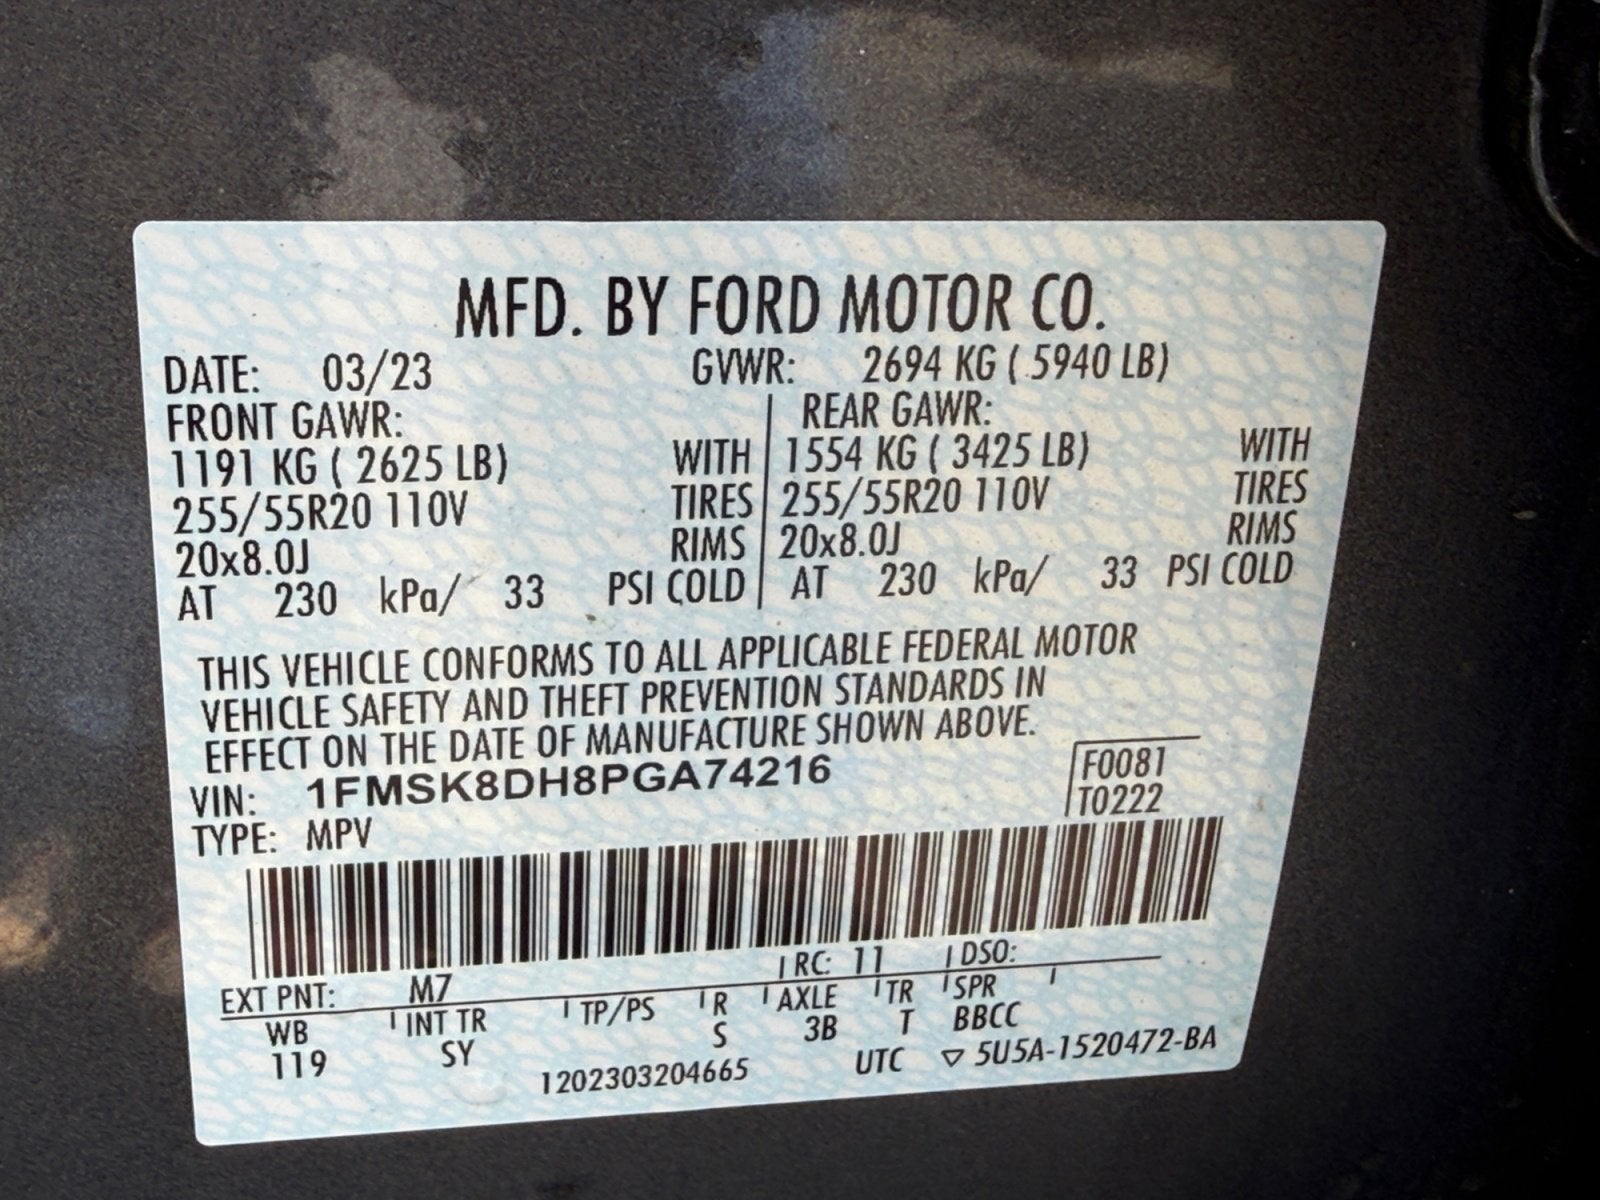 MFD. BY FORD MOTOR CO.
DATE: 03/23 GVWR: 2694 KG ( 5940 LB)
FRONT GAWR: REAR GAWR:
1191 KG ( 2625 LB) WITH 1554 KG ( 3425 LB) WITH
255/55R20 110V TIRES 255/55R20 110V TIRES
20x8.0J RIMS 20x8.0J RIMS
AT 230 kPa/ 33 PSI COLD AT 230 kPa/ 33 PSI COLD
THIS VEHICLE CONFORMS TO ALL APPLICABLE FEDERAL MOTOR
VEHICLE SAFETY AND THEFT PREVENTION STANDARDS IN
EFFECT ON THE DATE OF MANUFACTURE SHOWN ABOVE.
VIN: 1FMSK8DH8PGA74216 F0081
TYPE: MPV T0222
EXT PNT: M7 RC: 11 DSO:
WB INT TR TP/PS R AXLE TR SPR
119 SY S 3B T BBCC
1202303204665 UTC ▽ 5U5A-1520472-BA